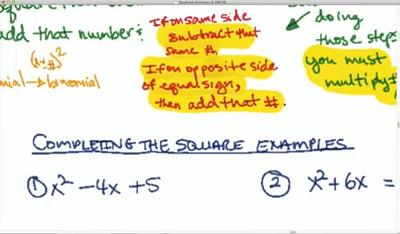 add that number:
(x±#)²
binomial
If on same side
subtract that
same #.
If on opposite side
of equal sign,
then add that #.
doing
those step
you must
multiply
COMPLETING THE SQUARE EXAMPLES
① x² - 4x + 5
② x² + 6x =